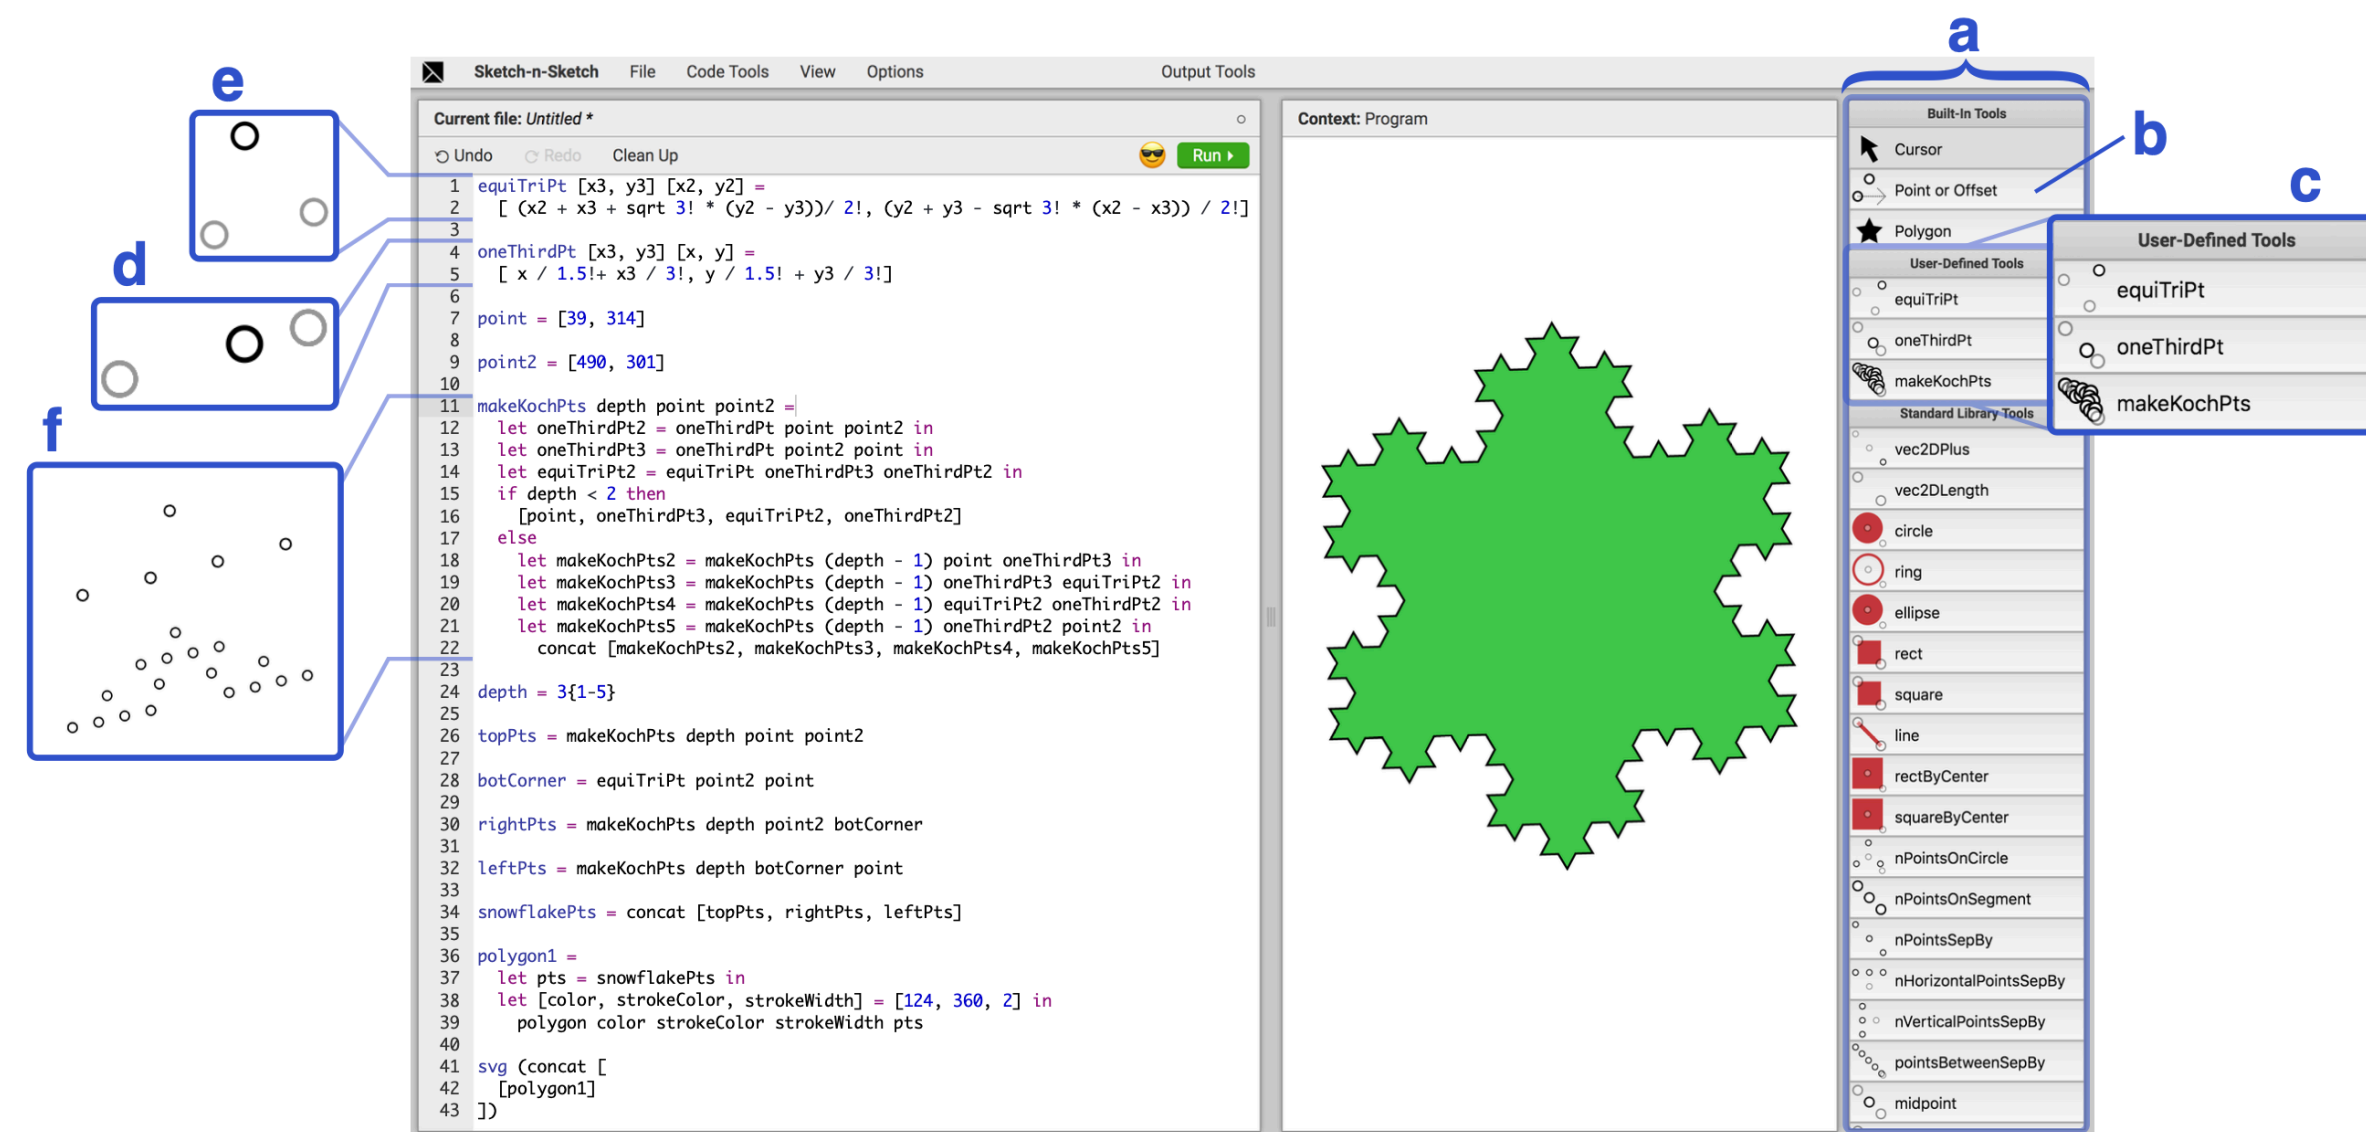 a
e
Sketch-n-Sketch File Code Tools View Options Output Tools
Current file: Untitled *
Context: Program
Built-In Tools
b
Undo Redo Clean Up Run
Cursor
Point or Offset
Polygon
c
User-Defined Tools
equiTriPt
oneThirdPt
makeKochPts
User-Defined Tools
equiTriPt
oneThirdPt
makeKochPts
d
f
1 equiTriPt [x3, y3] [x2, y2] =
2 [ (x2 + x3 + sqrt 3! * (y2 - y3))/ 2!, (y2 + y3 - sqrt 3! * (x2 - x3)) / 2!]
3
4 oneThirdPt [x3, y3] [x, y] =
5 [ x / 1.5!+ x3 / 3!, y / 1.5! + y3 / 3!]
6
7 point = [39, 314]
8
9 point2 = [490, 301]
10
11 makeKochPts depth point point2 =
12 let oneThirdPt2 = oneThirdPt point point2 in
13 let oneThirdPt3 = oneThirdPt point2 point in
14 let equiTriPt2 = equiTriPt oneThirdPt3 oneThirdPt2 in
15 if depth < 2 then
16 [point, oneThirdPt3, equiTriPt2, oneThirdPt2]
17 else
18 let makeKochPts2 = makeKochPts (depth - 1) point oneThirdPt3 in
19 let makeKochPts3 = makeKochPts (depth - 1) oneThirdPt3 equiTriPt2 in
20 let makeKochPts4 = makeKochPts (depth - 1) equiTriPt2 oneThirdPt2 in
21 let makeKochPts5 = makeKochPts (depth - 1) oneThirdPt2 point2 in
22 concat [makeKochPts2, makeKochPts3, makeKochPts4, makeKochPts5]
23
24 depth = 3{1-5}
25
26 topPts = makeKochPts depth point point2
27
28 botCorner = equiTriPt point2 point
29
30 rightPts = makeKochPts depth point2 botCorner
31
32 leftPts = makeKochPts depth botCorner point
33
34 snowflakePts = concat [topPts, rightPts, leftPts]
35
36 polygon1 =
37 let pts = snowflakePts in
38 let [color, strokeColor, strokeWidth] = [124, 360, 2] in
39 polygon color strokeColor strokeWidth pts
40
41 svg (concat [
42 [polygon1]
43 ])
Standard Library Tools
vec2DPlus
vec2DLength
circle
ring
ellipse
rect
square
line
rectByCenter
squareByCenter
nPointsOnCircle
nPointsOnSegment
nPointsSepBy
nHorizontalPointsSepBy
nVerticalPointsSepBy
pointsBetweenSepBy
midpoint